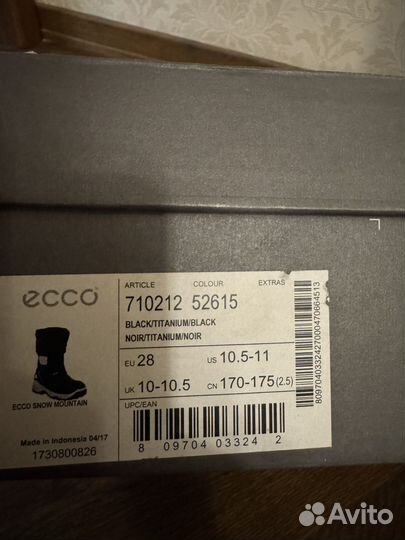 ecco
ECCO SNOW MOUNTAIN
Made in Indonesia 04/17
1730800826
ARTICLE COLOUR EXTRAS
710212 52615
BLACK/TITANIUM/BLACK
NOIR/TITANIUM/NOIR
EU 28 US 10.5-11
UK 10-10.5 CN 170-175 (2.5)
UPC/EAN
8 09704 03324 2
8097040332427000470664513
Avito